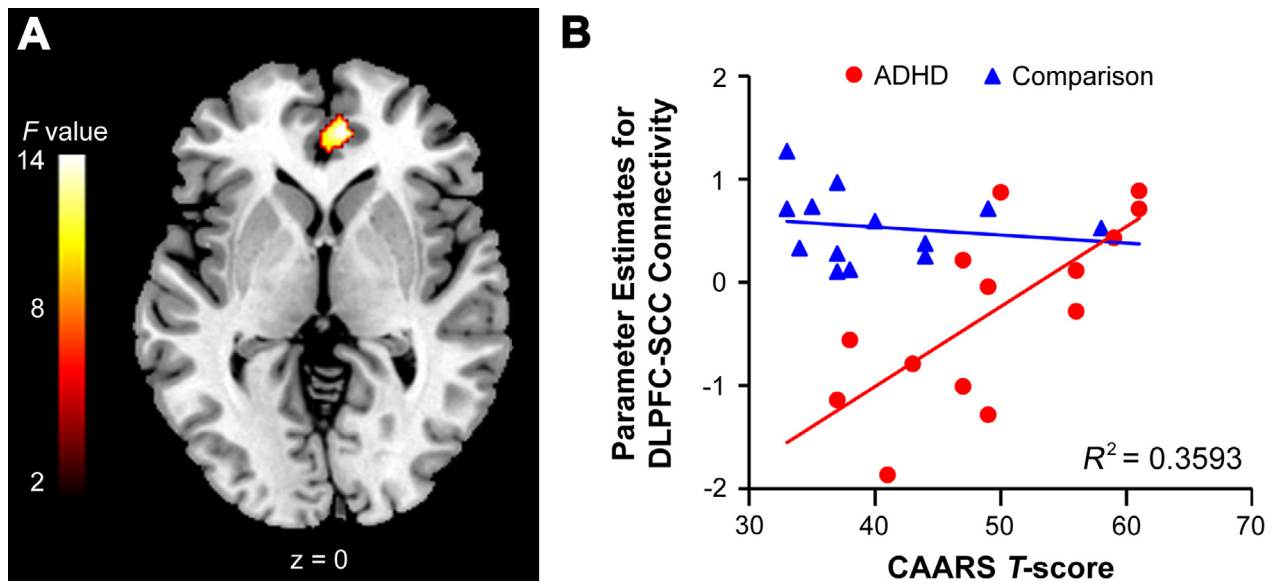 A
F value
14
8
2
z = 0
B
ADHD Comparison
Parameter Estimates for
DLPFC-SCC Connectivity
2
1
0
-1
-2
R² = 0.3593
30 40 50 60 70
CAARS T-score